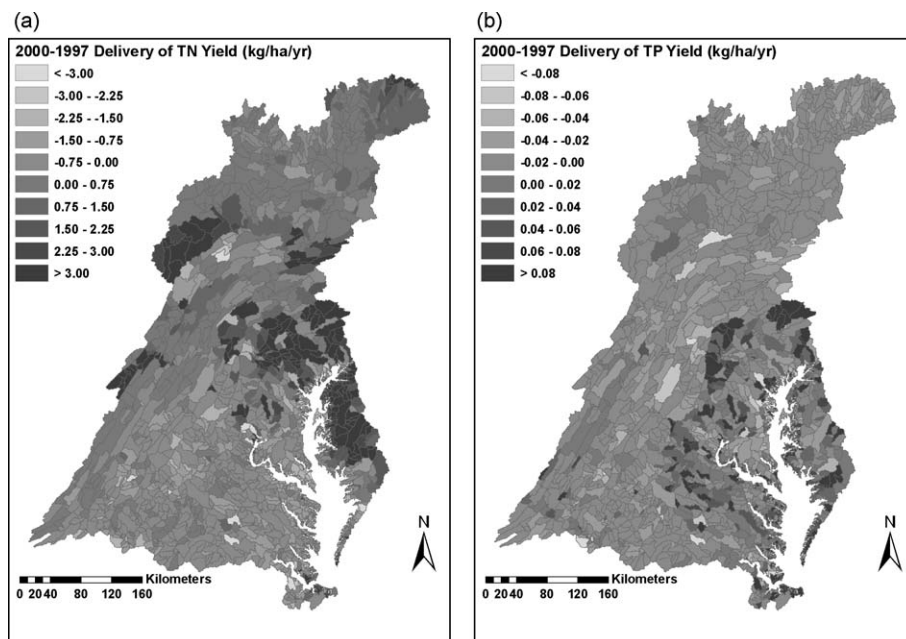 (a)
2000-1997 Delivery of TN Yield (kg/ha/yr)
< -3.00
-3.00 - -2.25
-2.25 - -1.50
-1.50 - -0.75
-0.75 - 0.00
0.00 - 0.75
0.75 - 1.50
1.50 - 2.25
2.25 - 3.00
> 3.00
N
Kilometers
0 20 40 80 120 160
(b)
2000-1997 Delivery of TP Yield (kg/ha/yr)
< -0.08
-0.08 - -0.06
-0.06 - -0.04
-0.04 - -0.02
-0.02 - 0.00
0.00 - 0.02
0.02 - 0.04
0.04 - 0.06
0.06 - 0.08
> 0.08
N
Kilometers
0 20 40 80 120 160